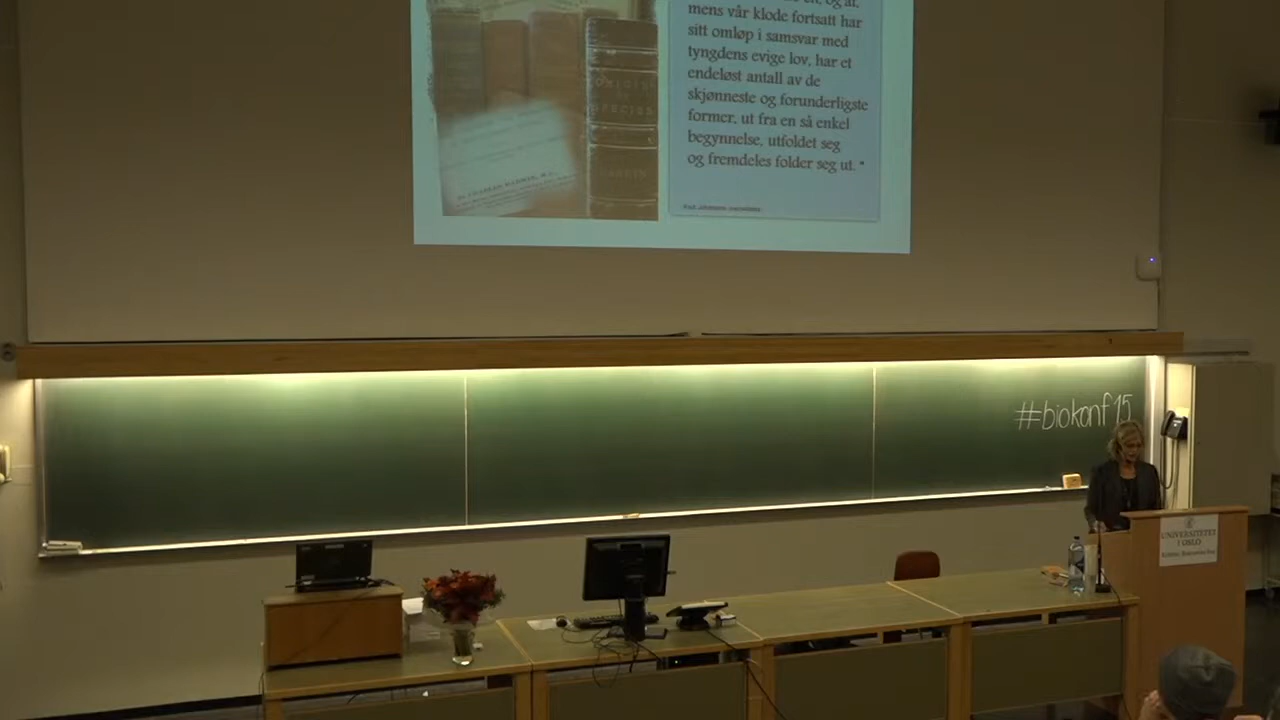 mens vår klode fortsatt har
sitt omløp i samsvar med
tyngdens evige lov, har et
endeløst antall av de
skjønneste og forunderligste
former, ut fra en så enkel
begynnelse, utfoldet seg
og fremdeles folder seg ut. "
ORIGIN
SPECIES
#biokonf15
UNIVERSITETET
I OSLO